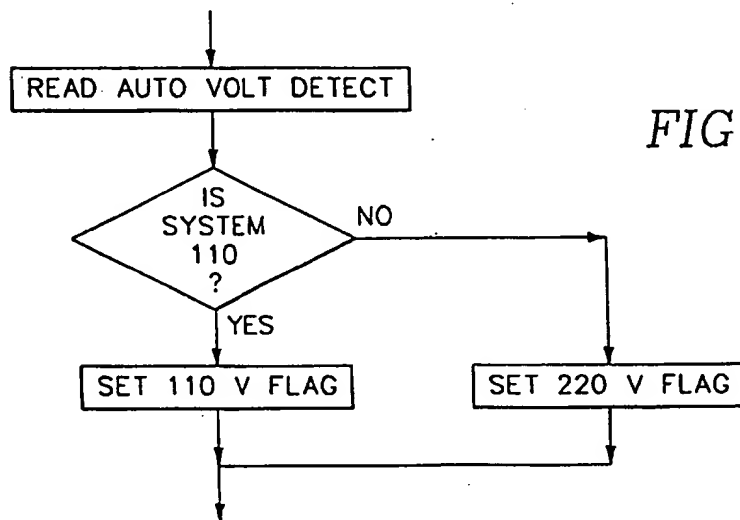 READ AUTO VOLT DETECT
FIG
IS
SYSTEM
110
?
NO
YES
SET 110 V FLAG
SET 220 V FLAG